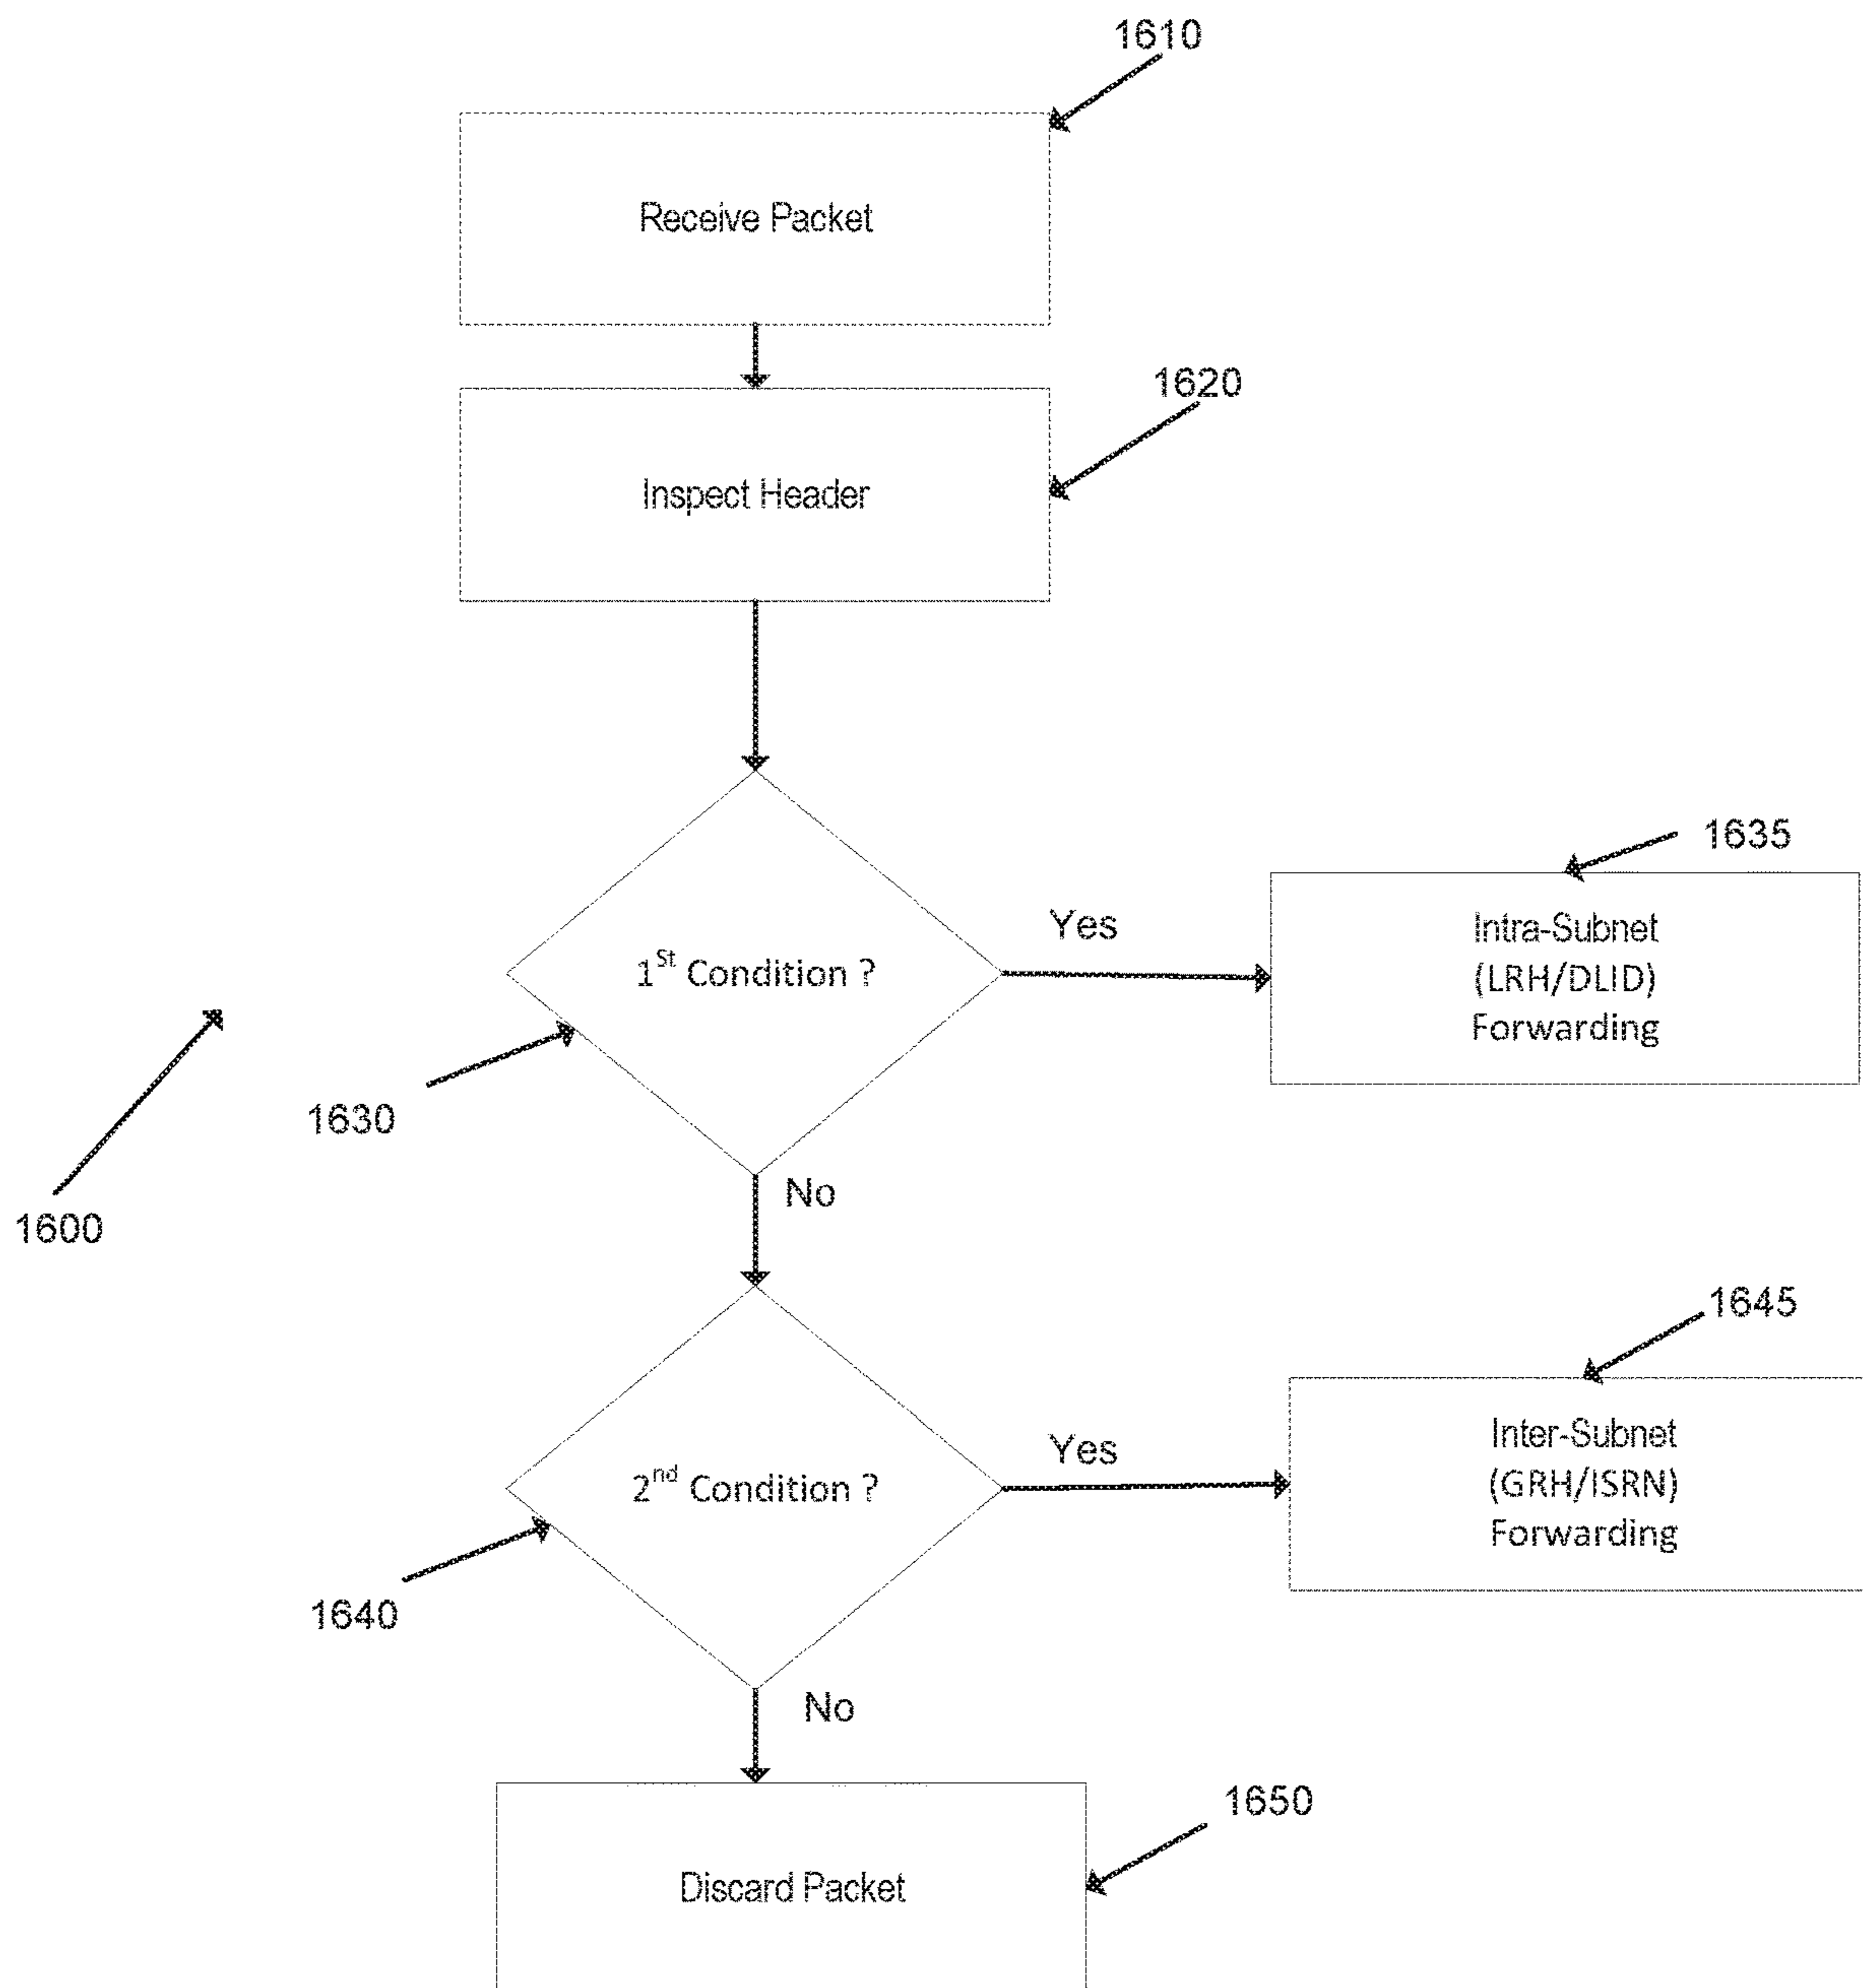 1610
Receive Packet
1620
Inspect Header
1635
Yes
Intra-Subnet
(LRH/DLID)
Forwarding
1st Condition ?
1630
No
1600
1645
Yes
Inter-Subnet
(GRH/ISRN)
Forwarding
2nd Condition ?
1640
No
1650
Discard Packet